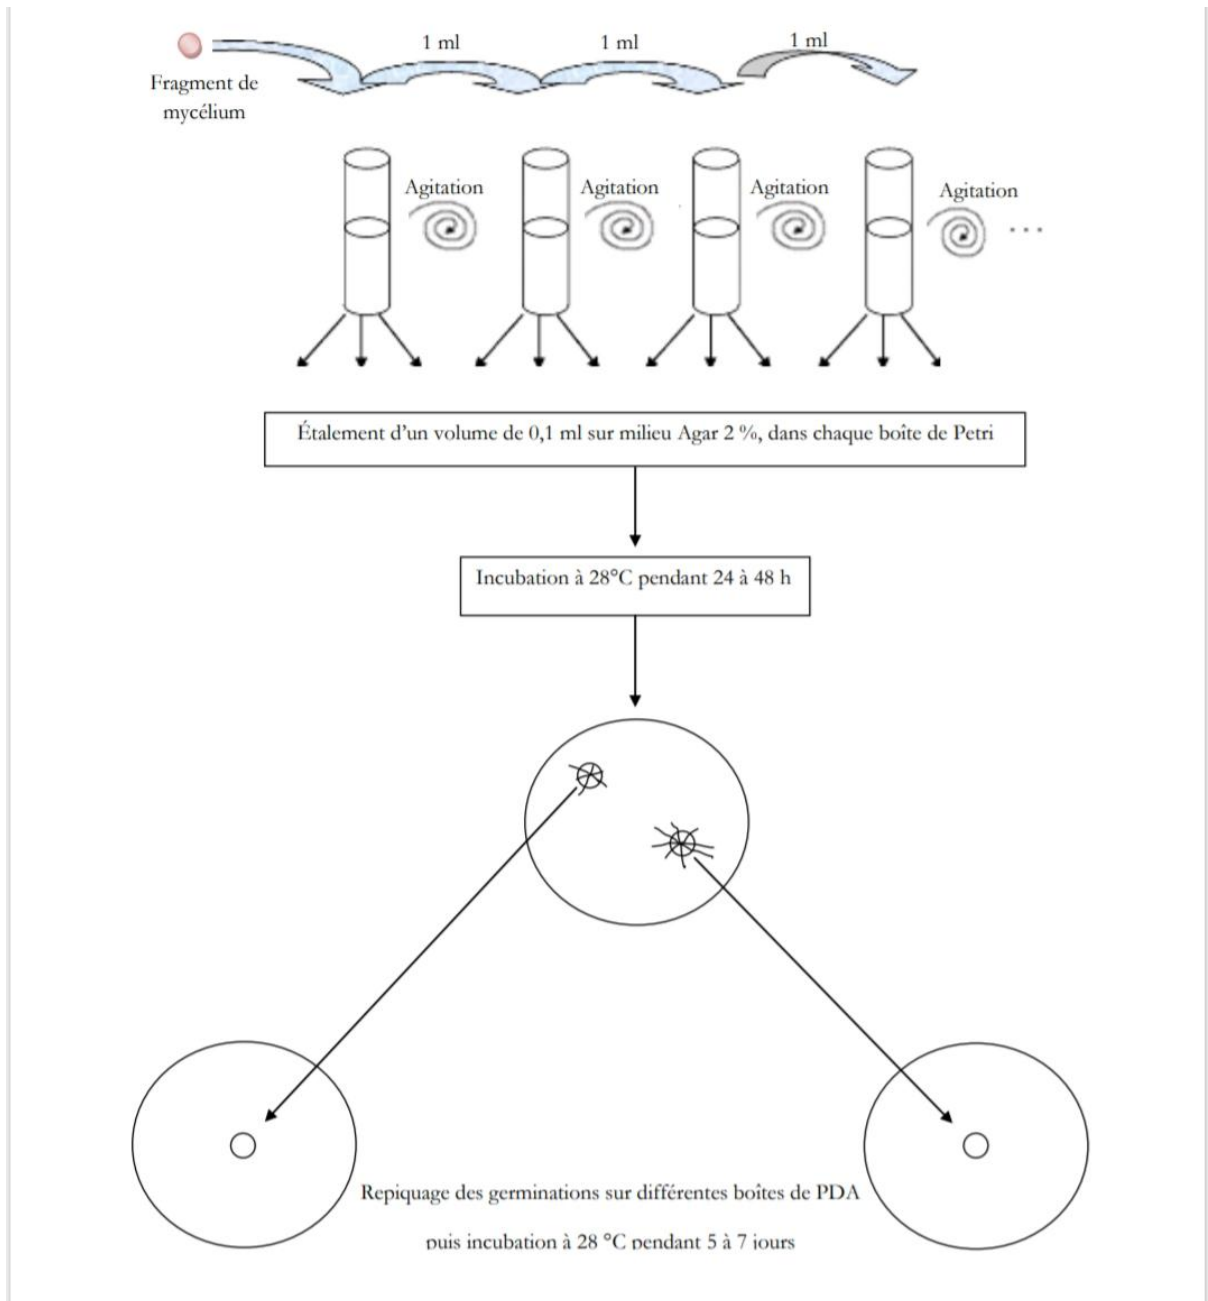 1 ml
1 ml
1 ml
Fragment de
mycélium
Agitation
Agitation
Agitation
Agitation
...
Étalement d’un volume de 0,1 ml sur milieu Agar 2 %, dans chaque boîte de Petri
Incubation à 28°C pendant 24 à 48 h
Repiquage des germinations sur différentes boîtes de PDA
puis incubation à 28 °C pendant 5 à 7 jours